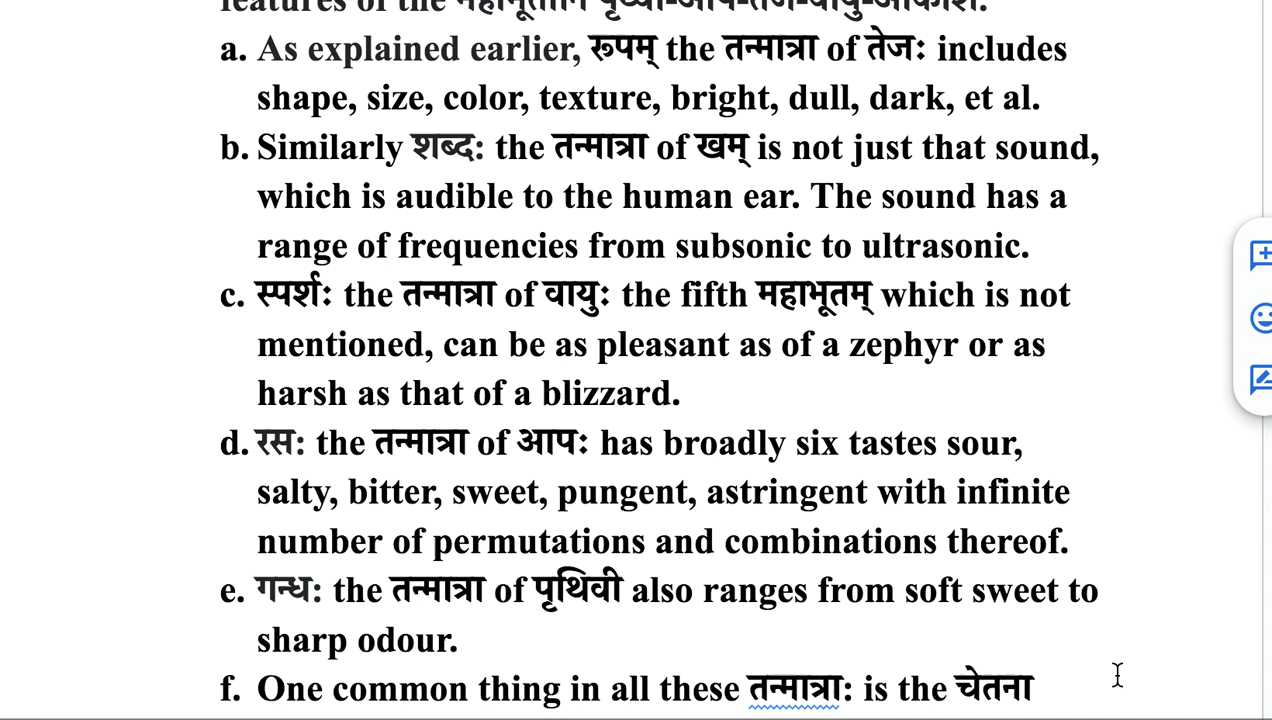 features of the महाभूतानि पृथ्वी-आप-तेज-वायु-आकाश.
a. As explained earlier, रूपम् the तन्मात्रा of तेजः includes
shape, size, color, texture, bright, dull, dark, et al.
b. Similarly शब्द: the तन्मात्रा of खम् is not just that sound,
which is audible to the human ear. The sound has a
range of frequencies from subsonic to ultrasonic.
c. स्पर्शः the तन्मात्रा of वायुः the fifth महाभूतम् which is not
mentioned, can be as pleasant as of a zephyr or as
harsh as that of a blizzard.
d. रस: the तन्मात्रा of आपः has broadly six tastes sour,
salty, bitter, sweet, pungent, astringent with infinite
number of permutations and combinations thereof.
e. गन्ध: the तन्मात्रा of पृथिवी also ranges from soft sweet to
sharp odour.
f. One common thing in all these तन्मात्रा: is the चेतना